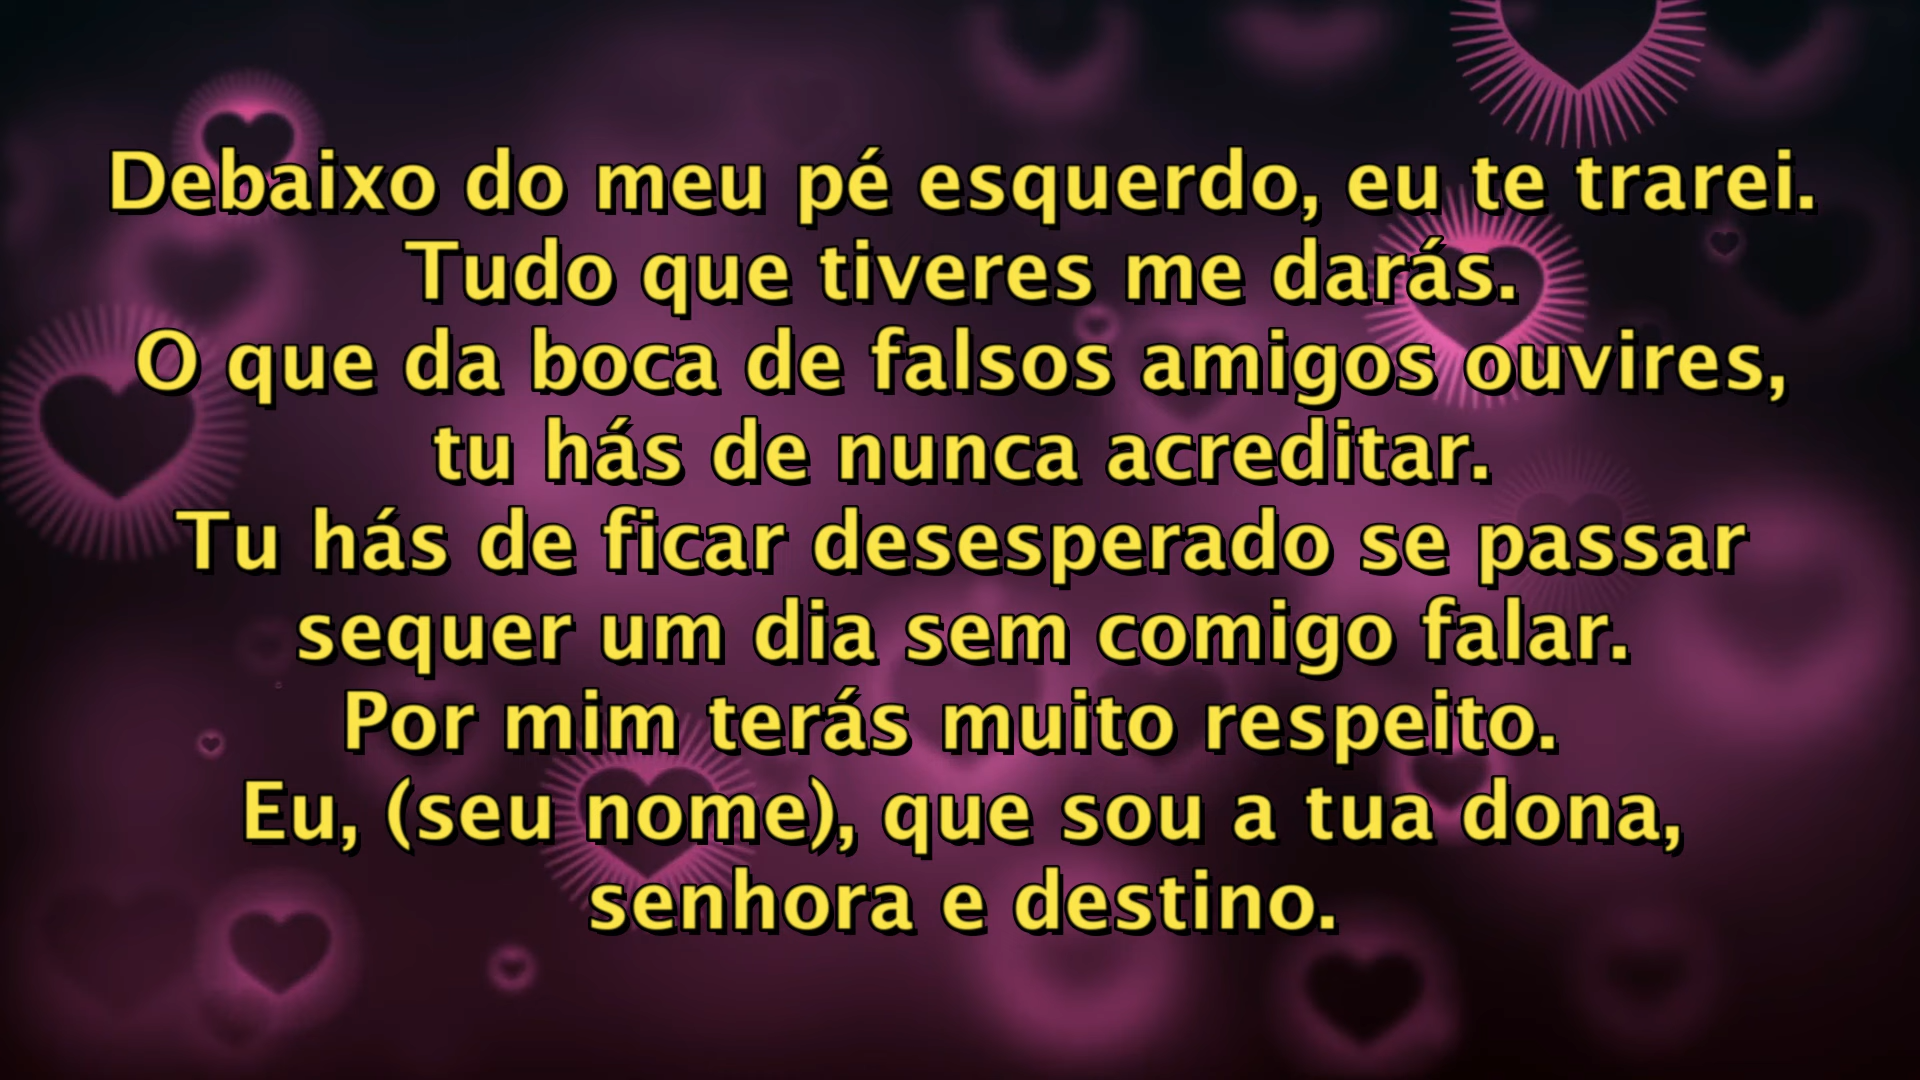 Debaixo do meu pé esquerdo, eu te trarei.
Tudo que tiveres me darás.
O que da boca de falsos amigos ouvires,
tu hás de nunca acreditar.
Tu hás de ficar desesperado se passar
sequer um dia sem comigo falar.
Por mim terás muito respeito.
Eu, (seu nome), que sou a tua dona,
senhora e destino.